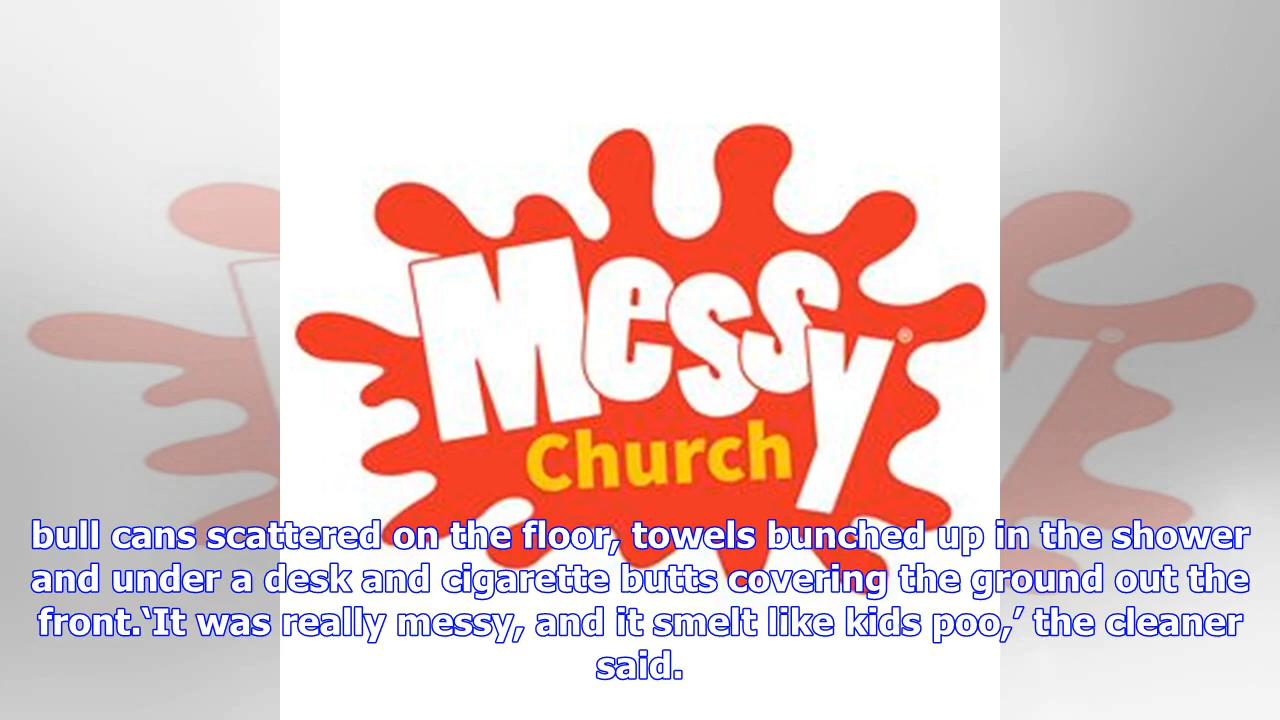 Messy®
Church
bull cans scattered on the floor, towels bunched up in the shower
and under a desk and cigarette butts covering the ground out the
front.‘It was really messy, and it smelt like kids poo,’ the cleaner
said.